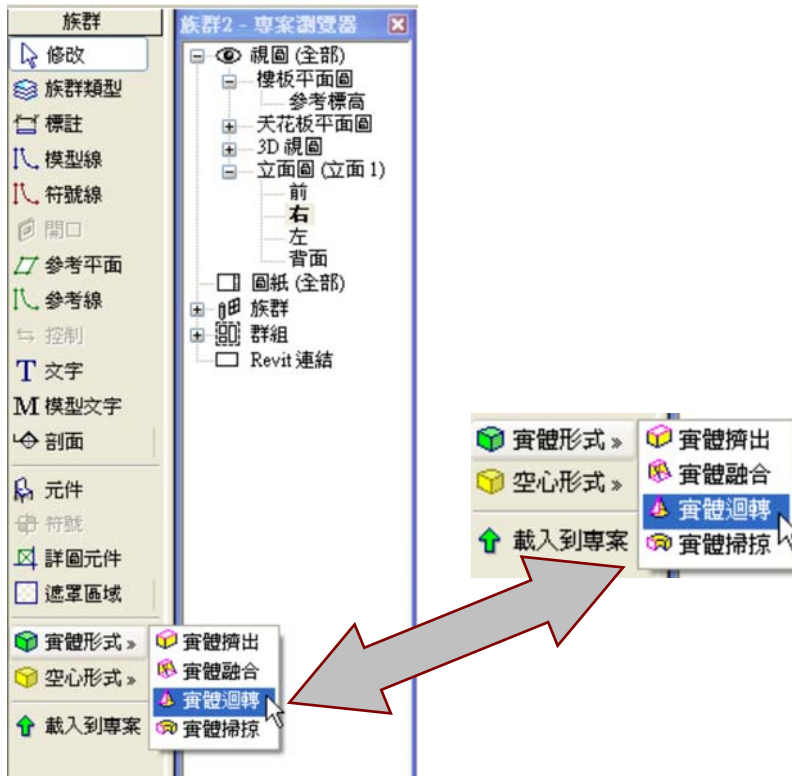 族群
修改
族群類型
標註
模型線
符號線
開口
參考平面
參考線
控制
文字
模型文字
剖面
元件
符號
詳圖元件
遮罩區域
實體形式 »
空心形式 »
載入到專案
實體擠出
實體融合
實體迴轉
實體掃掠
族群2 - 專案瀏覽器
視圖 (全部)
樓板平面圖
參考標高
天花板平面圖
3D 視圖
立面圖 (立面 1)
前
右
左
背面
圖紙 (全部)
族群
群組
Revit 連結
實體形式 »
空心形式 »
載入到專案
實體擠出
實體融合
實體迴轉
實體掃掠